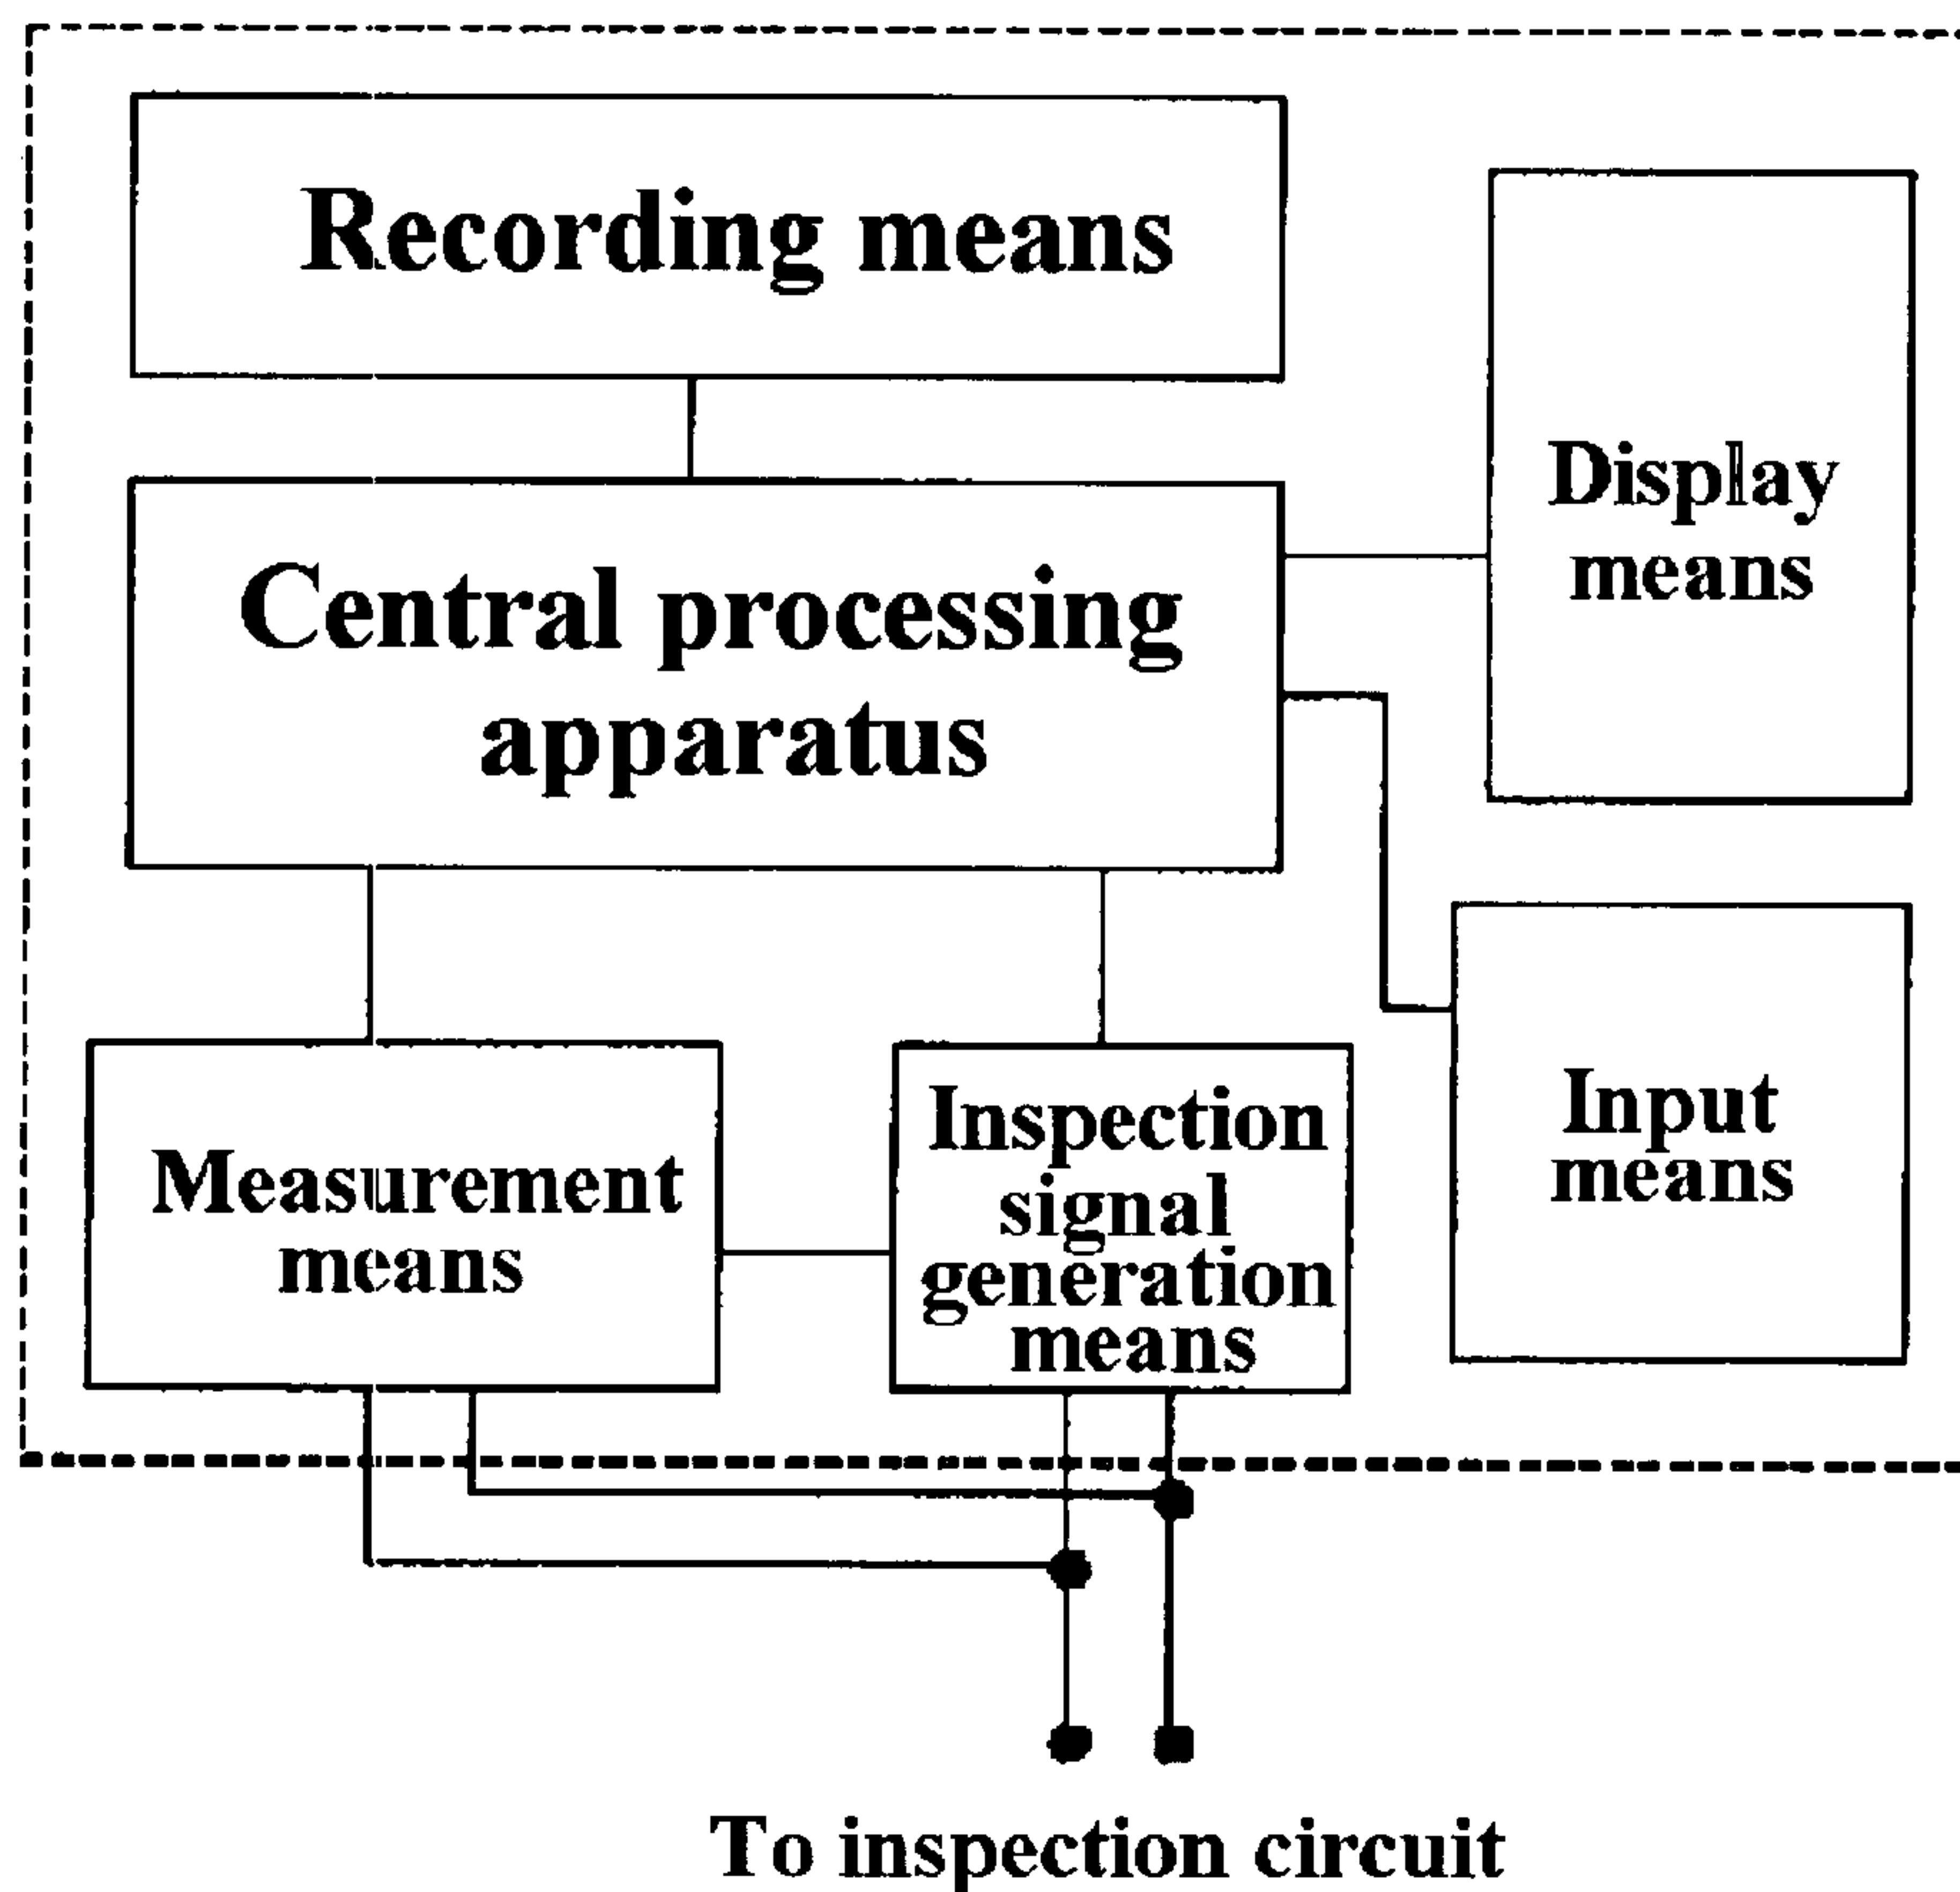 Recording means
Display
means
Central processing
apparatus
Measurement
means
Inspection
signal
generation
means
Input
means
To inspection circuit